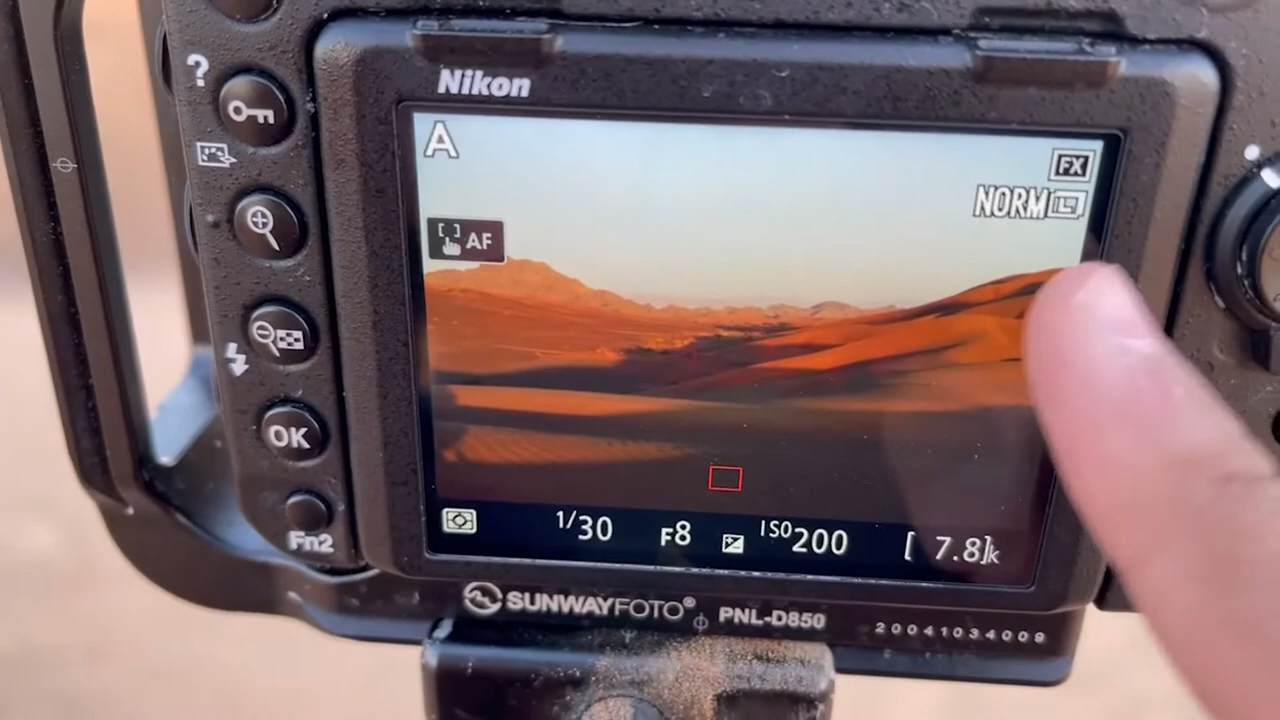 ?
Nikon
A
FX
NORM L
AF
OK
Fn2
1/30 F8 ISO200 [ 7.8]k
SUNWAYFOTO® PNL-D850
20041034009